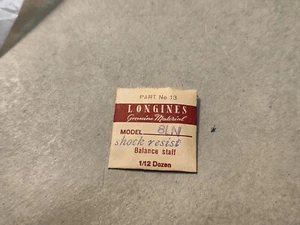 PART No 13
LONGINES
Genuine Material
MODEL 8LN
shock resist
Balance staff
1/12 Dozen